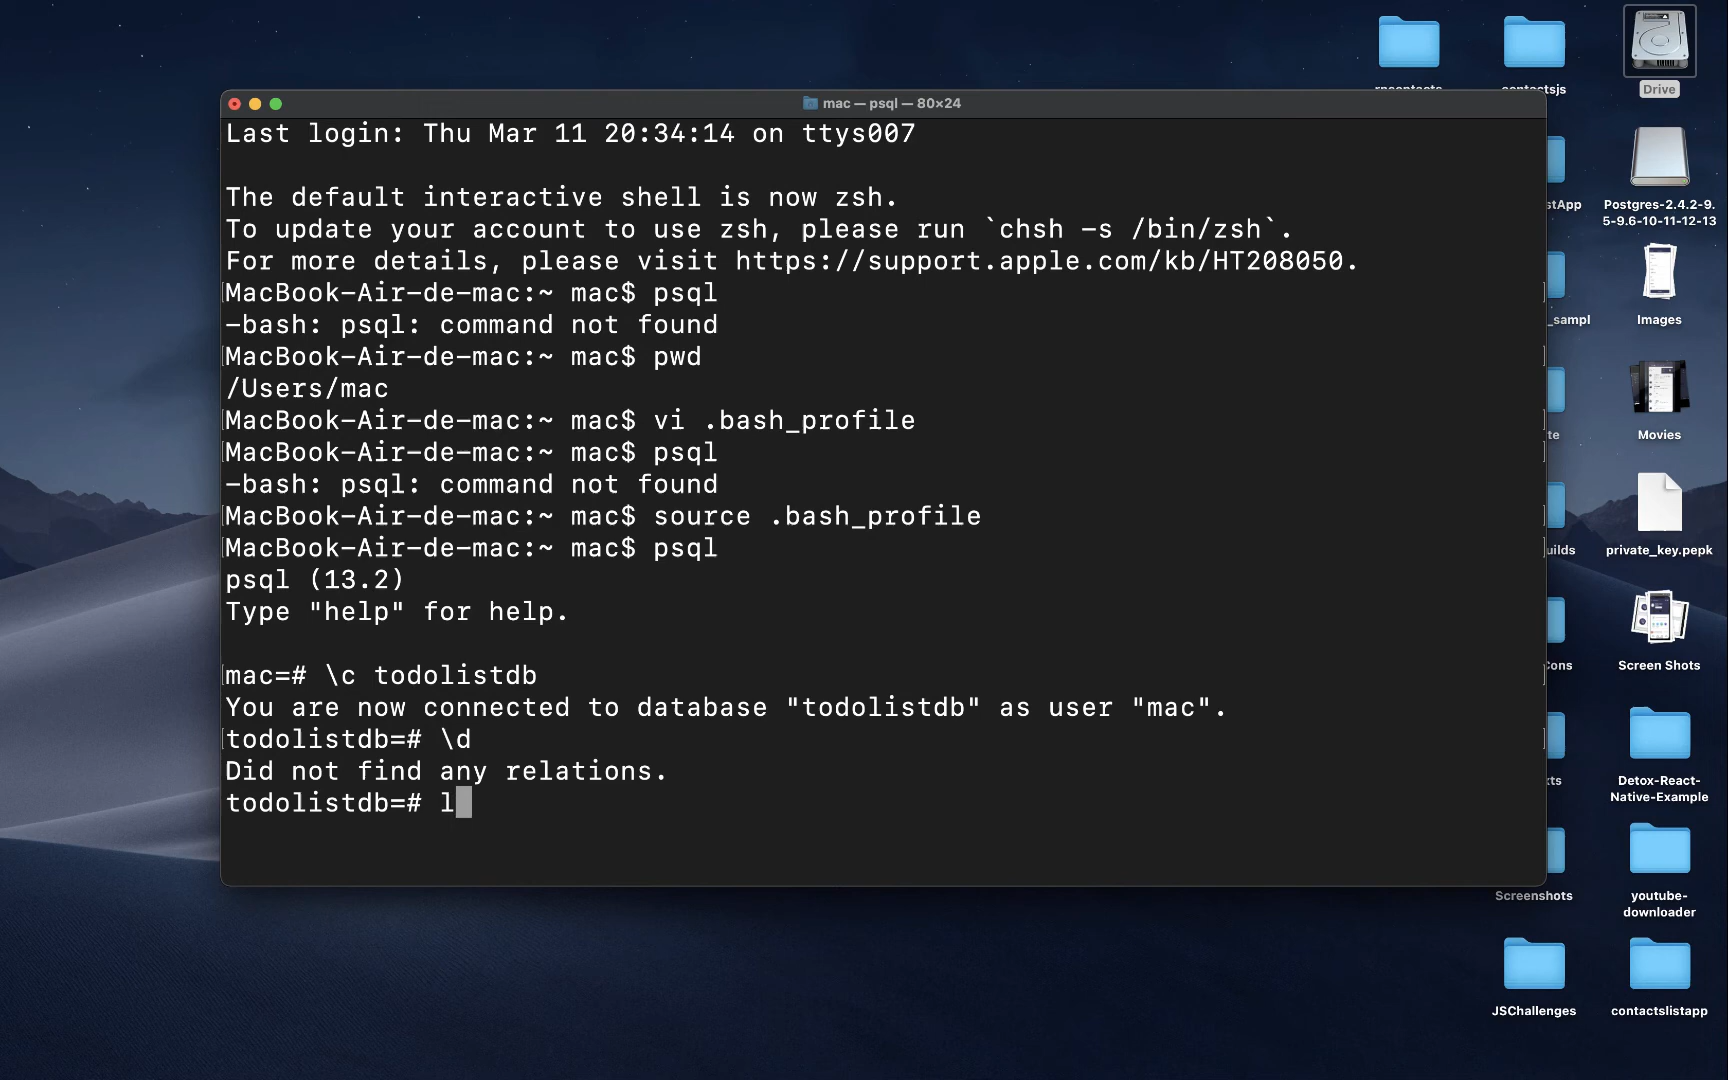 mac — psql — 80×24
Last login: Thu Mar 11 20:34:14 on ttys007
The default interactive shell is now zsh.
To update your account to use zsh, please run `chsh -s /bin/zsh`.
For more details, please visit https://support.apple.com/kb/HT208050.
MacBook-Air-de-mac:~ mac$ psql
-bash: psql: command not found
MacBook-Air-de-mac:~ mac$ pwd
/Users/mac
MacBook-Air-de-mac:~ mac$ vi .bash_profile
MacBook-Air-de-mac:~ mac$ psql
-bash: psql: command not found
MacBook-Air-de-mac:~ mac$ source .bash_profile
MacBook-Air-de-mac:~ mac$ psql
psql (13.2)
Type "help" for help.
mac=# \c todolistdb
You are now connected to database "todolistdb" as user "mac".
todolistdb=# \d
Did not find any relations.
todolistdb=# l
Drive
Postgres-2.4.2-9.
5-9.6-10-11-12-13
stApp
Images
_sampl
Movies
te
private_key.pepk
uilds
Screen Shots
Cons
Detox-React-
Native-Example
xts
youtube-
downloader
Screenshots
JSChallenges
contactslistapp